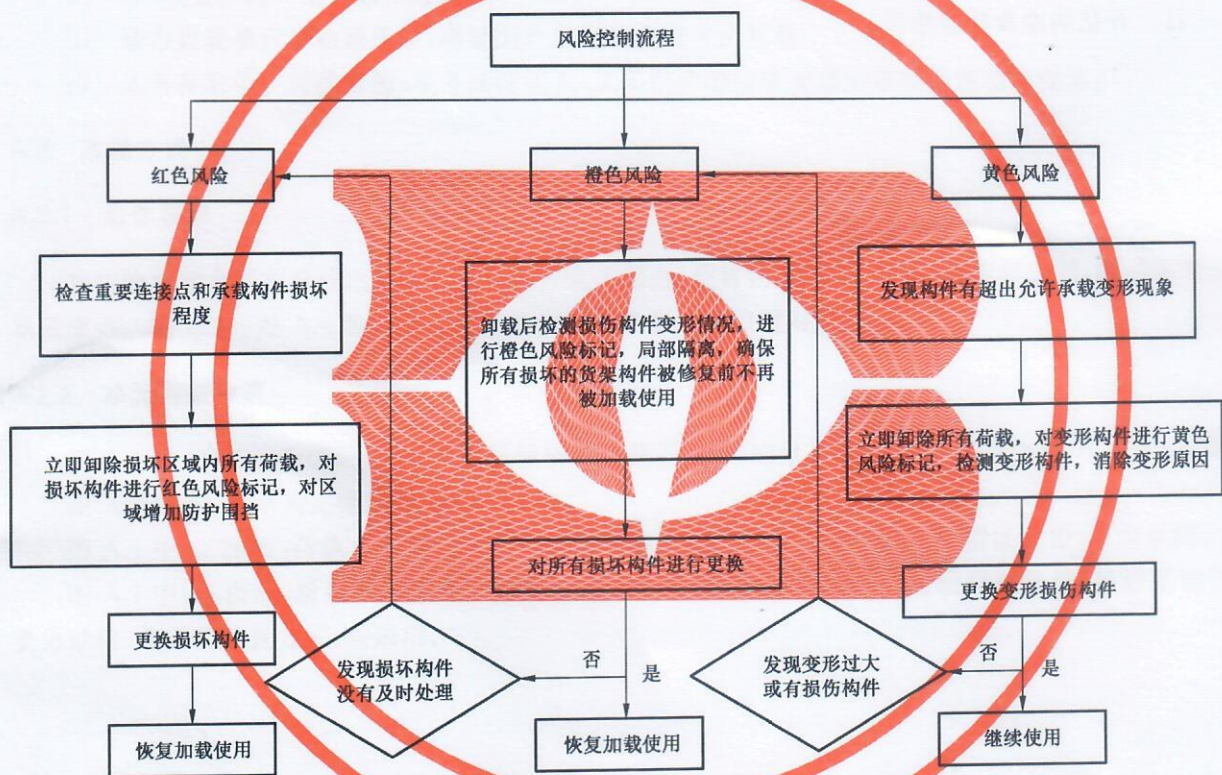 风险控制流程
红色风险
橙色风险
黄色风险
检查重要连接点和承载构件损坏
程度
卸载后检测损伤构件变形情况，进
行橙色风险标记，局部隔离，确保
所有损坏的货架构件被修复前不再
被加载使用
发现构件有超出允许承载变形现象
立即卸除损坏区域内所有荷载，对
损坏构件进行红色风险标记，对区
域增加防护围挡
立即卸除所有荷载，对变形构件进行黄色
风险标记，检测变形构件，消除变形原因
对所有损坏构件进行更换
更换变形损伤构件
更换损坏构件
发现损坏构件
没有及时处理
否
是
发现变形过大
或有损伤构件
否
是
恢复加载使用
恢复加载使用
继续使用